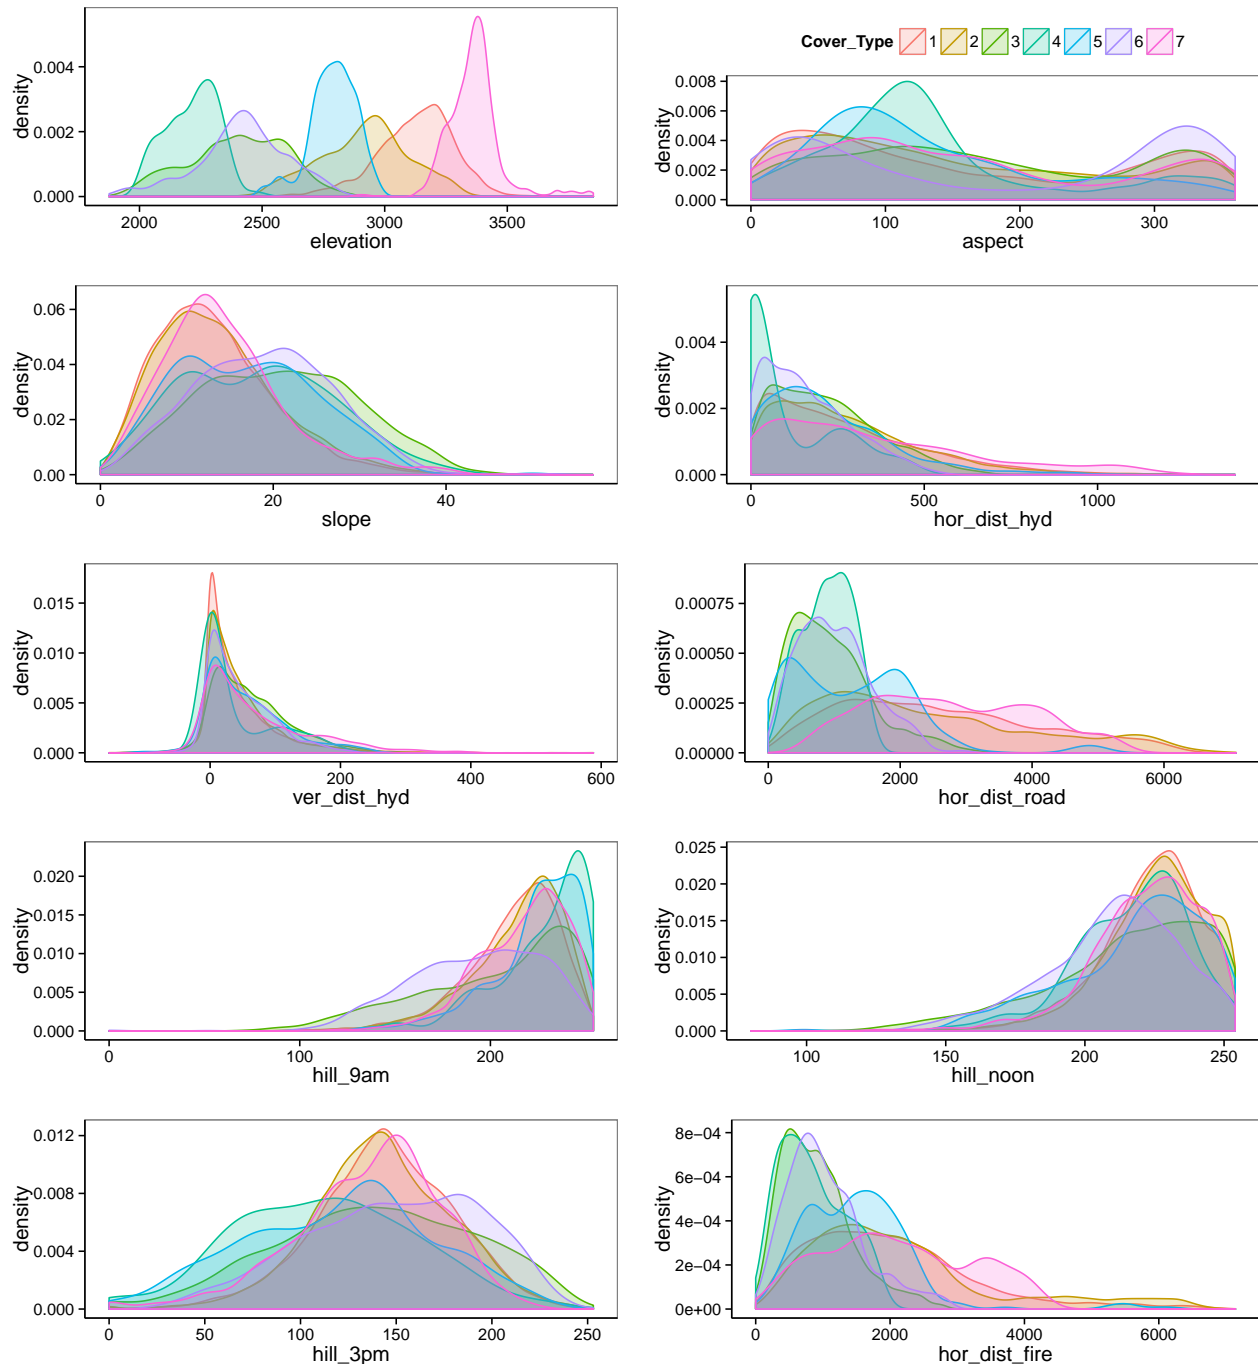 0.004
0.002
0.000
density
2000 2500 3000 3500
elevation
Cover_Type 1 2 3 4 5 6 7
0.008
0.006
0.004
0.002
0.000
density
0 100 200 300
aspect
0.06
0.04
0.02
0.00
density
0 20 40
slope
0.004
0.002
0.000
density
0 500 1000
hor_dist_hyd
0.015
0.010
0.005
0.000
density
0 200 400 600
ver_dist_hyd
0.00075
0.00050
0.00025
0.00000
density
0 2000 4000 6000
hor_dist_road
0.020
0.015
0.010
0.005
0.000
density
0 100 200
hill_9am
0.025
0.020
0.015
0.010
0.005
0.000
density
100 150 200 250
hill_noon
0.012
0.008
0.004
0.000
density
0 50 100 150 200 250
hill_3pm
8e−04
6e−04
4e−04
2e−04
0e+00
density
0 2000 4000 6000
hor_dist_fire